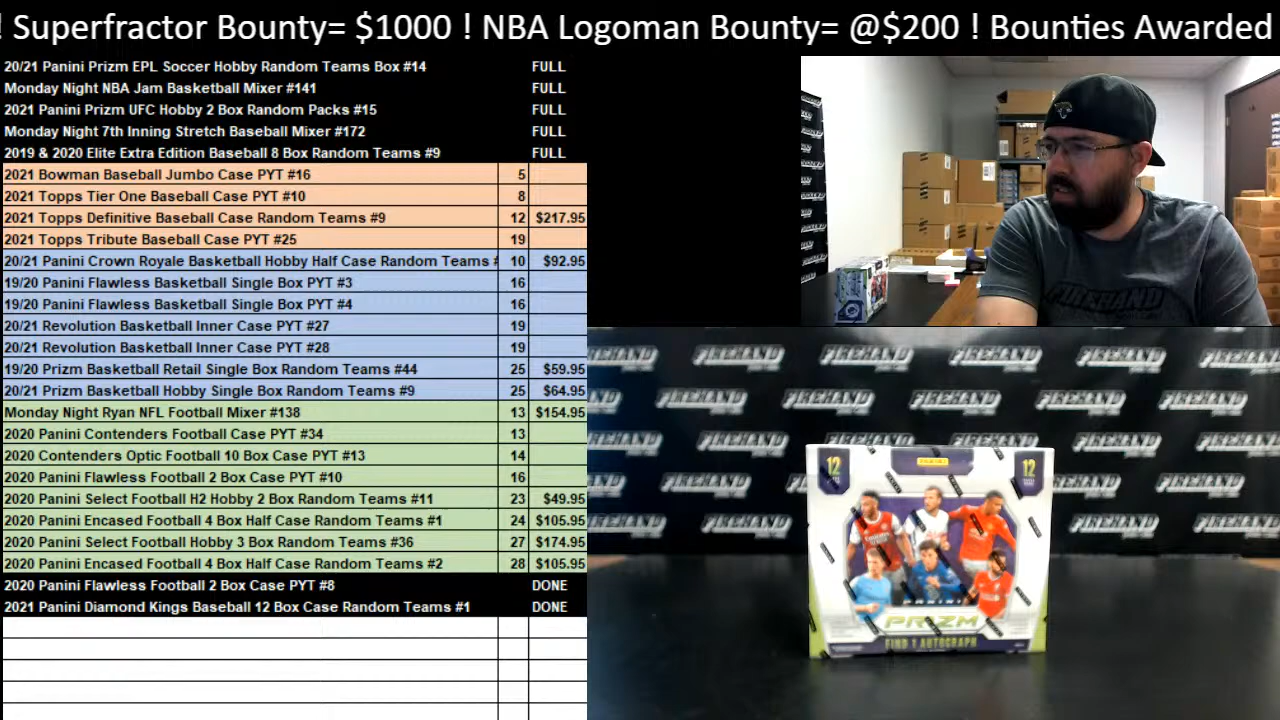 ! Superfractor Bounty= $1000 ! NBA Logoman Bounty= @$200 ! Bounties Awarded
20/21 Panini Prizm EPL Soccer Hobby Random Teams Box #14 FULL
Monday Night NBA Jam Basketball Mixer #141 FULL
2021 Panini Prizm UFC Hobby 2 Box Random Packs #15 FULL
Monday Night 7th Inning Stretch Baseball Mixer #172 FULL
2019 & 2020 Elite Extra Edition Baseball 8 Box Random Teams #9 FULL
2021 Bowman Baseball Jumbo Case PYT #16 5
2021 Topps Tier One Baseball Case PYT #10 8
2021 Topps Definitive Baseball Case Random Teams #9 12 $217.95
2021 Topps Tribute Baseball Case PYT #25 19
20/21 Panini Crown Royale Basketball Hobby Half Case Random Teams # 10 $92.95
19/20 Panini Flawless Basketball Single Box PYT #3 16
19/20 Panini Flawless Basketball Single Box PYT #4 16
20/21 Revolution Basketball Inner Case PYT #27 19
20/21 Revolution Basketball Inner Case PYT #28 19
19/20 Prizm Basketball Retail Single Box Random Teams #44 25 $59.95
20/21 Prizm Basketball Hobby Single Box Random Teams #9 25 $64.95
Monday Night Ryan NFL Football Mixer #138 13 $154.95
2020 Panini Contenders Football Case PYT #34 13
2020 Contenders Optic Football 10 Box Case PYT #13 14
2020 Panini Flawless Football 2 Box Case PYT #10 16
2020 Panini Select Football H2 Hobby 2 Box Random Teams #11 23 $49.95
2020 Panini Encased Football 4 Box Half Case Random Teams #1 24 $105.95
2020 Panini Select Football Hobby 3 Box Random Teams #36 27 $174.95
2020 Panini Encased Football 4 Box Half Case Random Teams #2 28 $105.95
2020 Panini Flawless Football 2 Box Case PYT #8 DONE
2021 Panini Diamond Kings Baseball 12 Box Case Random Teams #1 DONE
FIREHAND
FIREHAND
12
PANINI
12
PRIZM
FIND 1 AUTOGRAPH